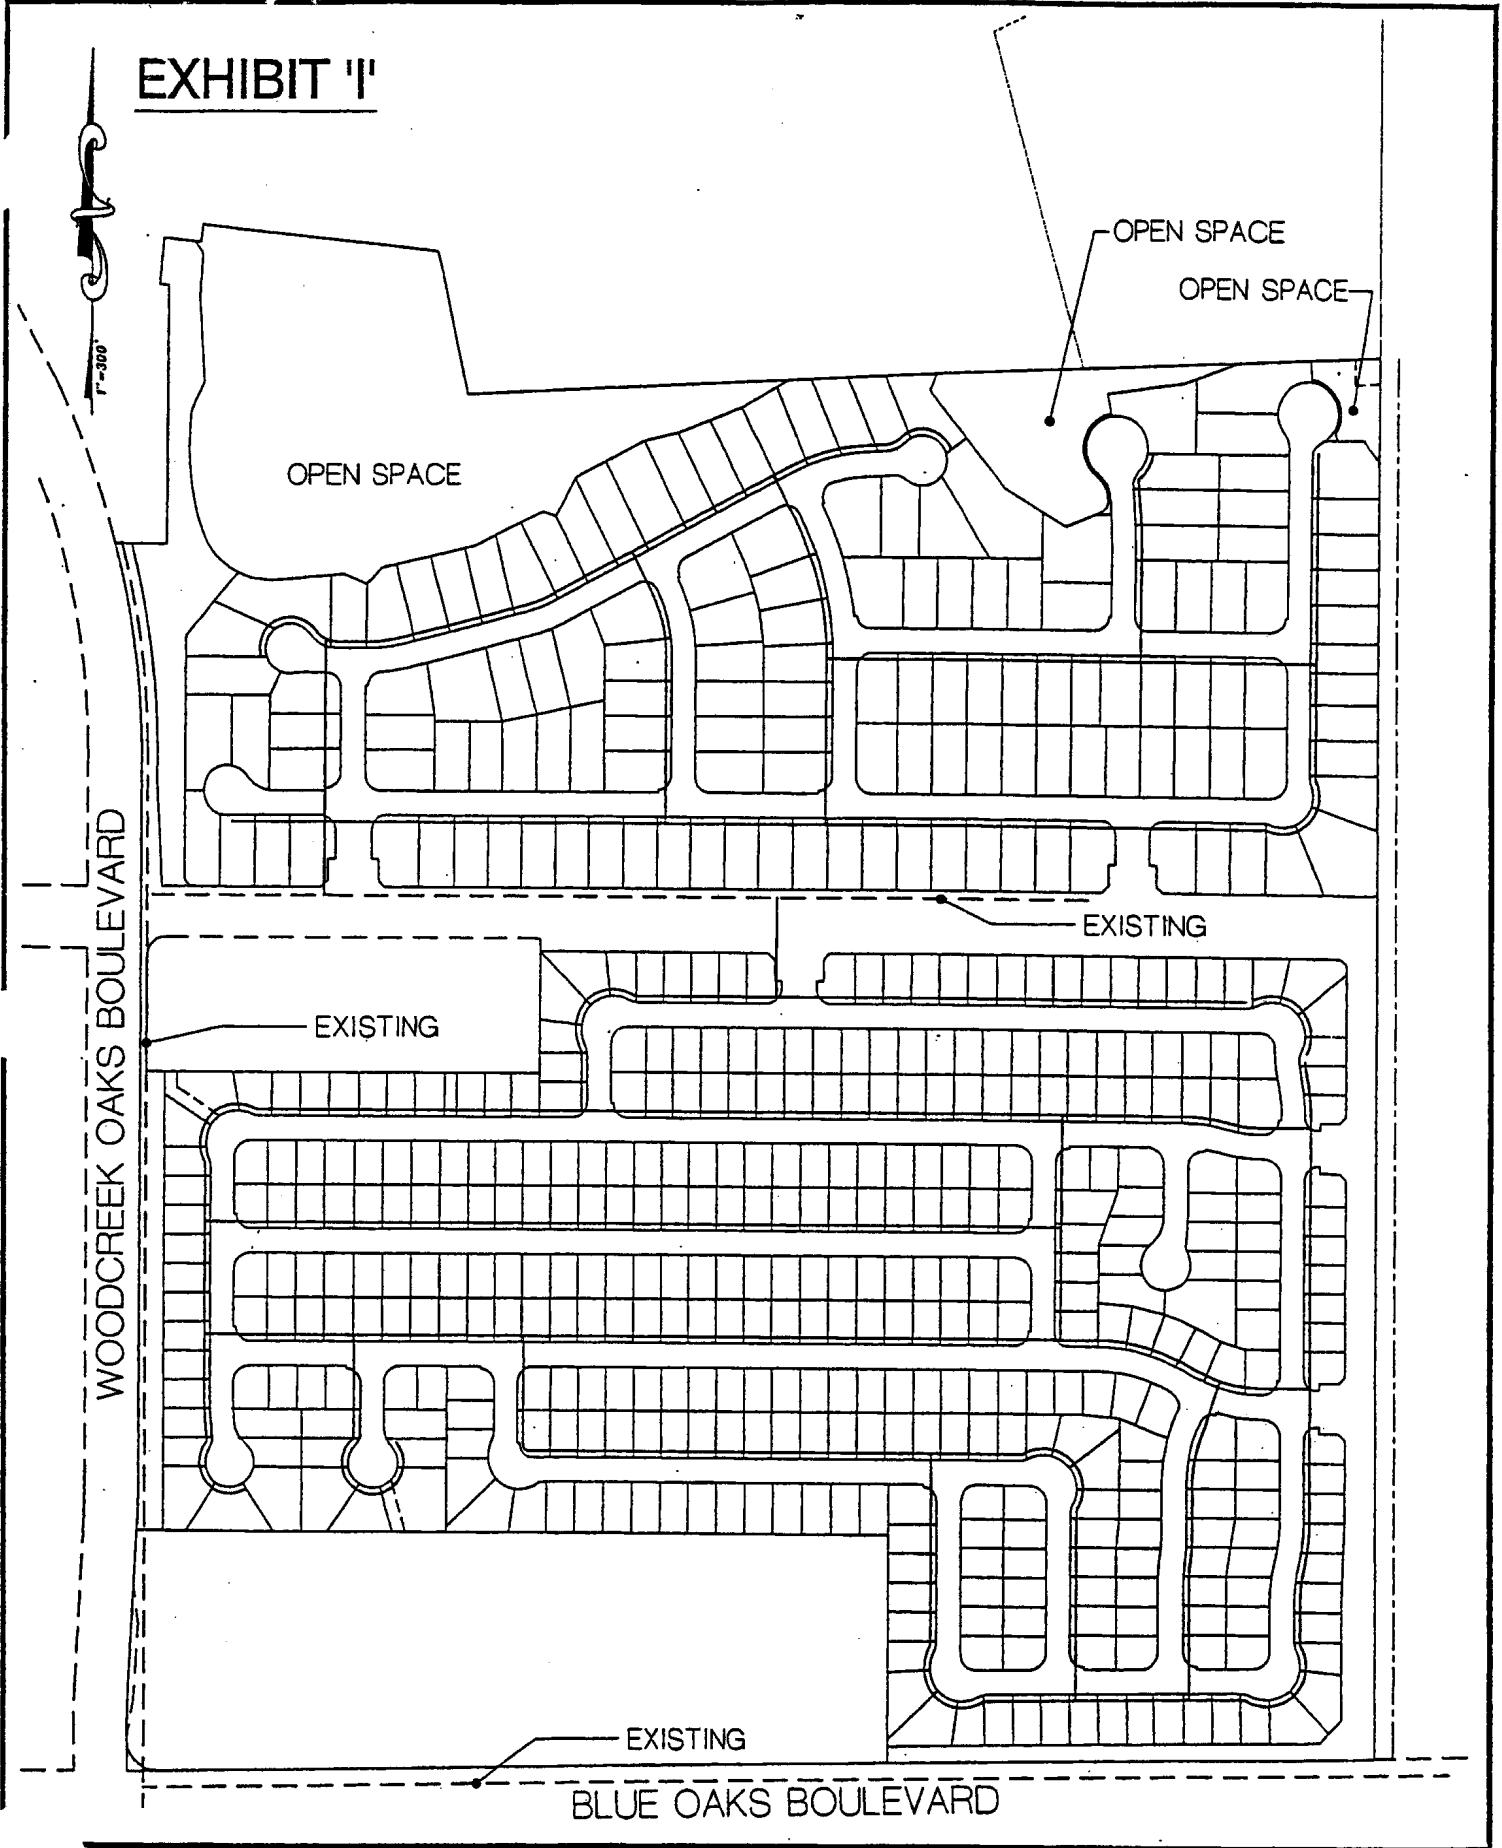 EXHIBIT 'I'
1"=300'
OPEN SPACE
OPEN SPACE
OPEN SPACE
EXISTING
EXISTING
WOODCREEK OAKS BOULEVARD
EXISTING
BLUE OAKS BOULEVARD